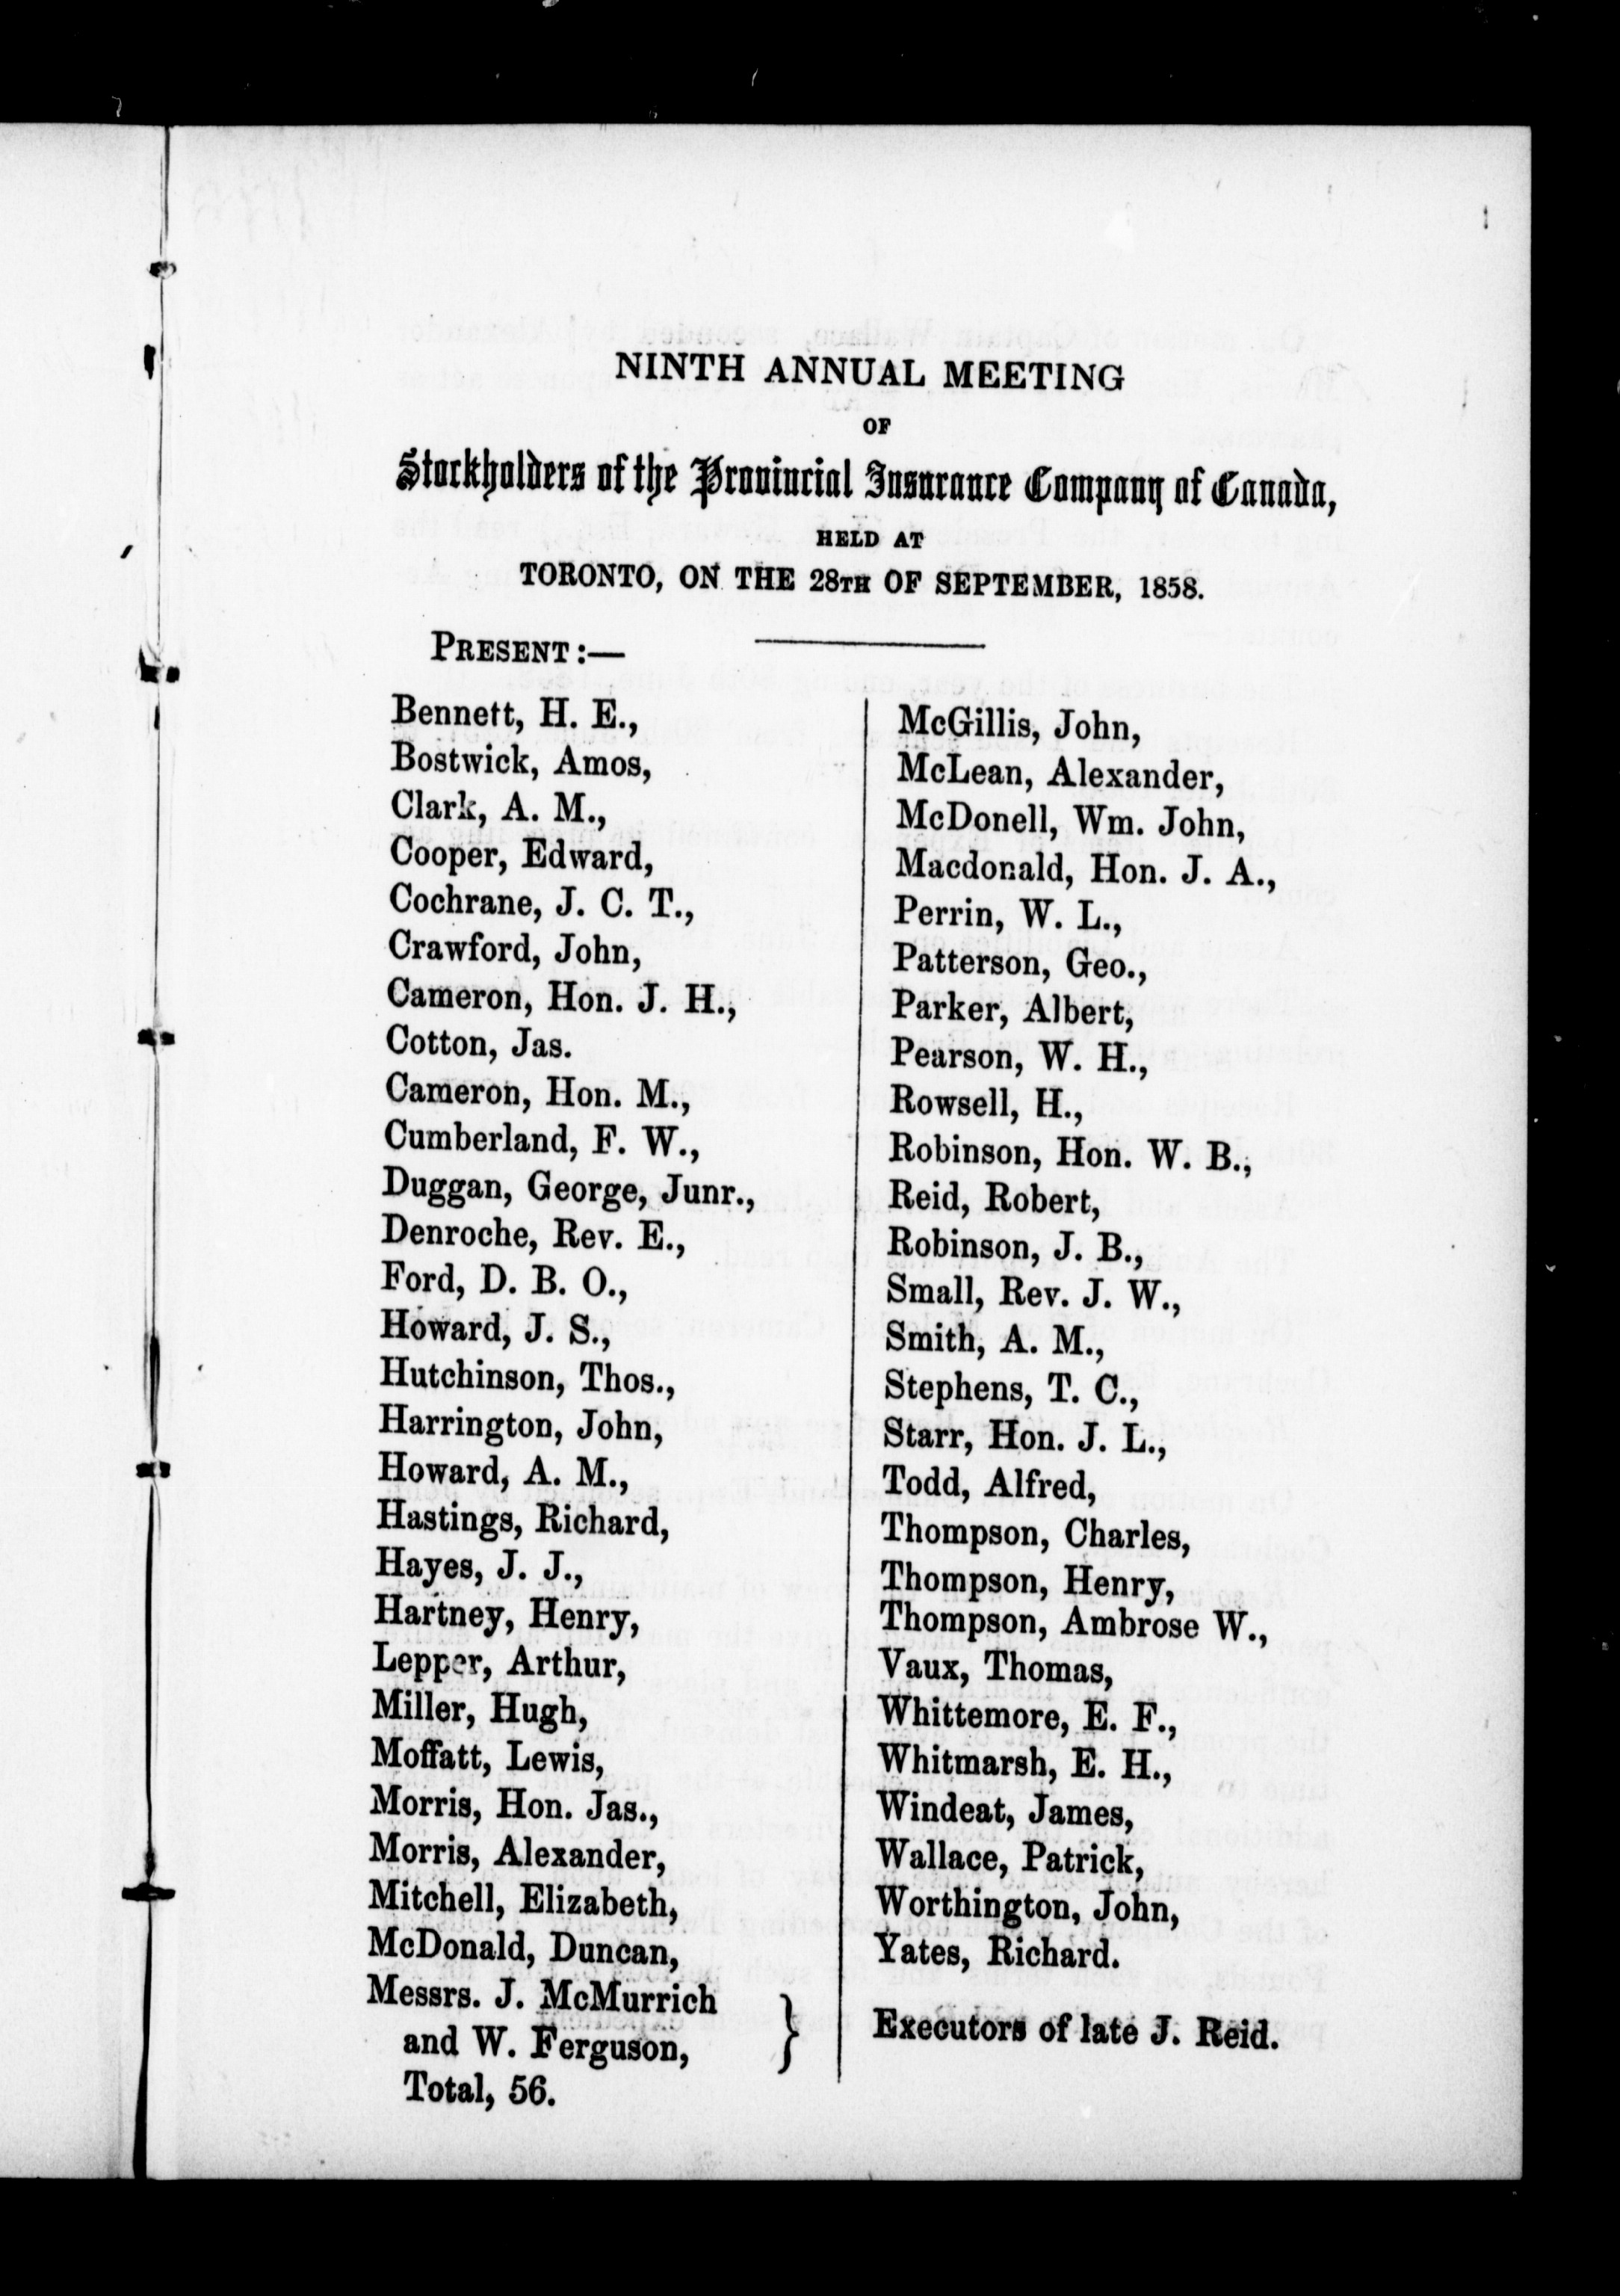 NINTH ANNUAL MEETING
OF
Stockholders of the Provincial Insurance Company of Canada,
HELD AT
TORONTO, ON THE 28TH OF SEPTEMBER, 1858.
PRESENT:—
Bennett, H. E.,
Bostwick, Amos,
Clark, A. M.,
Cooper, Edward,
Cochrane, J. C. T.,
Crawford, John,
Cameron, Hon. J. H.,
Cotton, Jas.
Cameron, Hon. M.,
Cumberland, F. W.,
Duggan, George, Junr.,
Denroche, Rev. E.,
Ford, D. B. O.,
Howard, J. S.,
Hutchinson, Thos.,
Harrington, John,
Howard, A. M.,
Hastings, Richard,
Hayes, J. J.,
Hartney, Henry,
Lepper, Arthur,
Miller, Hugh,
Moffatt, Lewis,
Morris, Hon. Jas.,
Morris, Alexander,
Mitchell, Elizabeth,
McDonald, Duncan,
Messrs. J. McMurrich
and W. Ferguson, }
Total, 56.
McGillis, John,
McLean, Alexander,
McDonell, Wm. John,
Macdonald, Hon. J. A.,
Perrin, W. L.,
Patterson, Geo.,
Parker, Albert,
Pearson, W. H.,
Rowsell, H.,
Robinson, Hon. W. B.,
Reid, Robert,
Robinson, J. B.,
Small, Rev. J. W.,
Smith, A. M.,
Stephens, T. C.,
Starr, Hon. J. L.,
Todd, Alfred,
Thompson, Charles,
Thompson, Henry,
Thompson, Ambrose W.,
Vaux, Thomas,
Whittemore, E. F.,
Whitmarsh, E. H.,
Windeat, James,
Wallace, Patrick,
Worthington, John,
Yates, Richard.
Executors of late J. Reid.